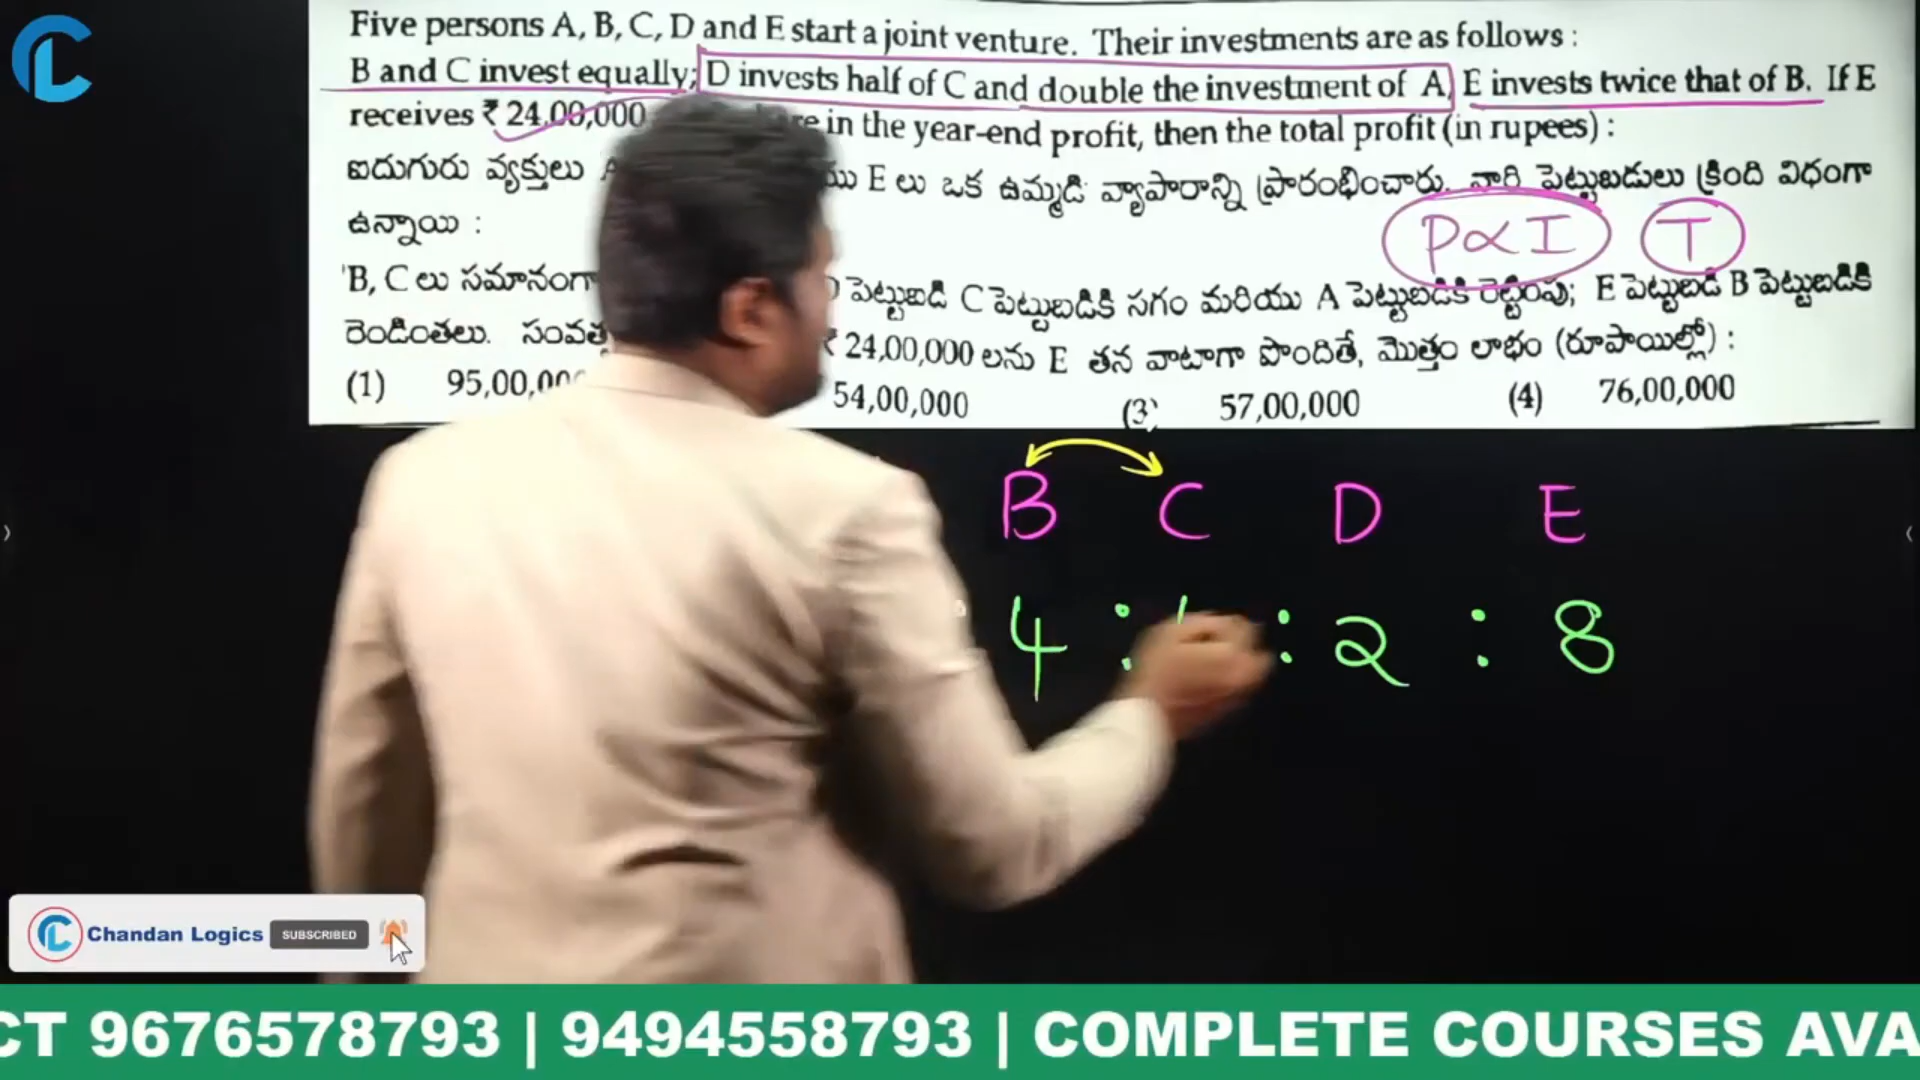 Five persons A, B, C, D and E start a joint venture. Their investments are as follows :
B and C invest equally; D invests half of C and double the investment of A, E invests twice that of B. If E
receives ₹ 24,00,000 in the year-end profit, then the total profit (in rupees) :
ఐదుగురు వ్యక్తులు E లు ఒక ఉమ్మడి వ్యాపారాన్ని ప్రారంభించారు. వారి పెట్టుబడులు క్రింది విధంగా
P∝I T
ఉన్నాయి :
B, C లు సమానంగా పెట్టుబడి C పెట్టుబడికి సగం మరియు A పెట్టుబడికి రెట్టింపు; E పెట్టుబడి B పెట్టుబడికి
రెండింతలు. ₹ 24,00,000 లను E తన వాటాగా పొందితే, మొత్తం లాభం (రూపాయిల్లో) :
(1) 54,00,000 (3) 57,00,000 (4) 76,00,000
B C D E
4 : : 2 : 8
Chandan Logics SUBSCRIBED
9676578793 | 9494558793 | COMPLETE COURSES